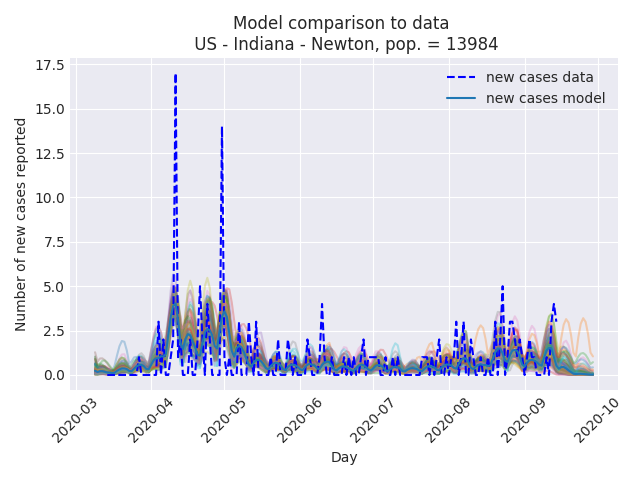 Model comparison to data
US - Indiana - Newton, pop. = 13984
new cases data
new cases model
Number of new cases reported
17.5
15.0
12.5
10.0
7.5
5.0
2.5
0.0
2020-03
2020-04
2020-05
2020-06
2020-07
2020-08
2020-09
2020-10
Day